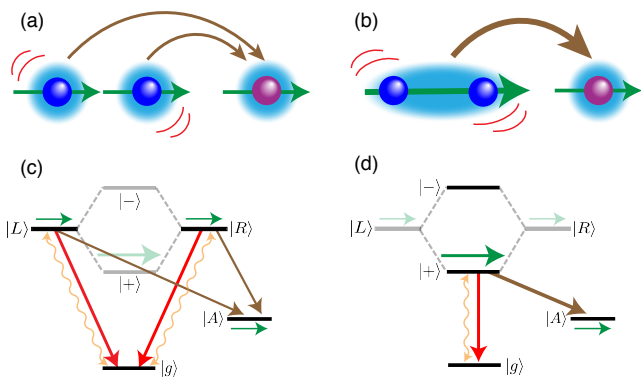 (a)
(b)
(c)
(d)
|−⟩
|L⟩
|R⟩
|+⟩
|A⟩
|g⟩
|−⟩
|L⟩
|R⟩
|+⟩
|A⟩
|g⟩